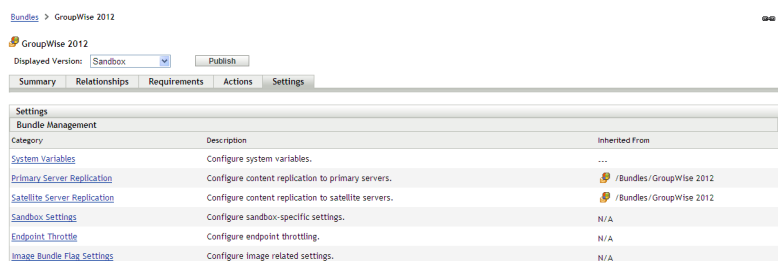 Bundles > GroupWise 2012
GroupWise 2012
Displayed Version: Sandbox Publish
Summary Relationships Requirements Actions Settings
Settings
Bundle Management
Category Description Inherited From
System Variables Configure system variables. ---
Primary Server Replication Configure content replication to primary servers. /Bundles/GroupWise 2012
Satellite Server Replication Configure content replication to satellite servers. /Bundles/GroupWise 2012
Sandbox Settings Configure sandbox-specific settings. N/A
Endpoint Throttle Configure endpoint throttling. N/A
Image Bundle Flag Settings Configure image related settings. N/A